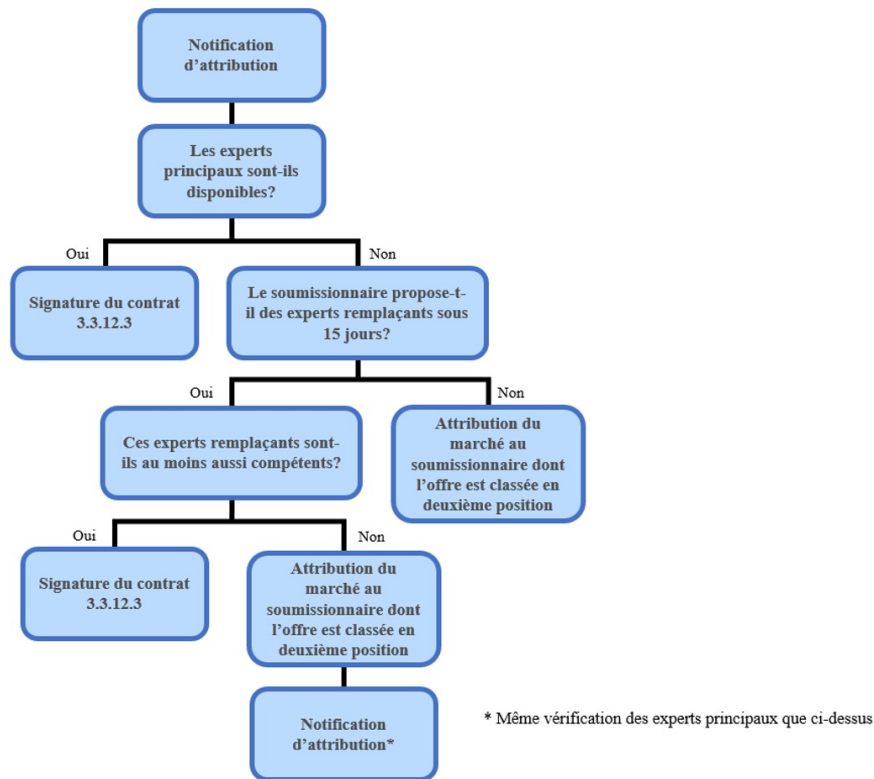 Notification
d'attribution
Les experts
principaux sont-ils
disponibles?
Oui
Non
Signature du contrat
3.3.12.3
Le soumissionnaire propose-t-
il des experts remplaçants sous
15 jours?
Oui
Non
Ces experts remplaçants sont-
ils au moins aussi compétents?
Attribution du
marché au
soumissionnaire dont
l'offre est classée en
deuxième position
Oui
Non
Signature du contrat
3.3.12.3
Attribution du
marché au
soumissionnaire dont
l'offre est classée en
deuxième position
Notification
d'attribution*
* Même vérification des experts principaux que ci-dessus